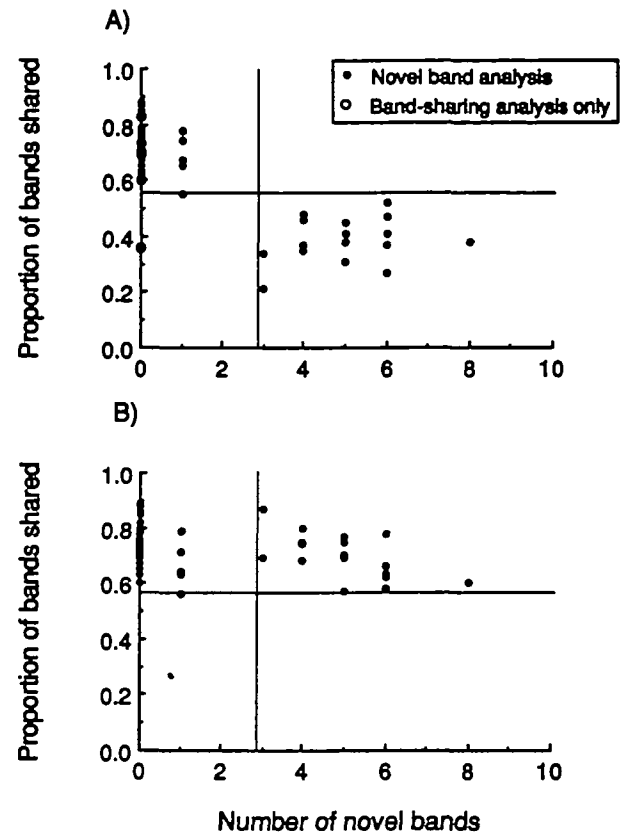 A)
Proportion of bands shared
1.0
0.8
0.6
0.4
0.2
0.0
0 2 4 6 8 10
Novel band analysis
Band-sharing analysis only
B)
Proportion of bands shared
1.0
0.8
0.6
0.4
0.2
0.0
0 2 4 6 8 10
Number of novel bands